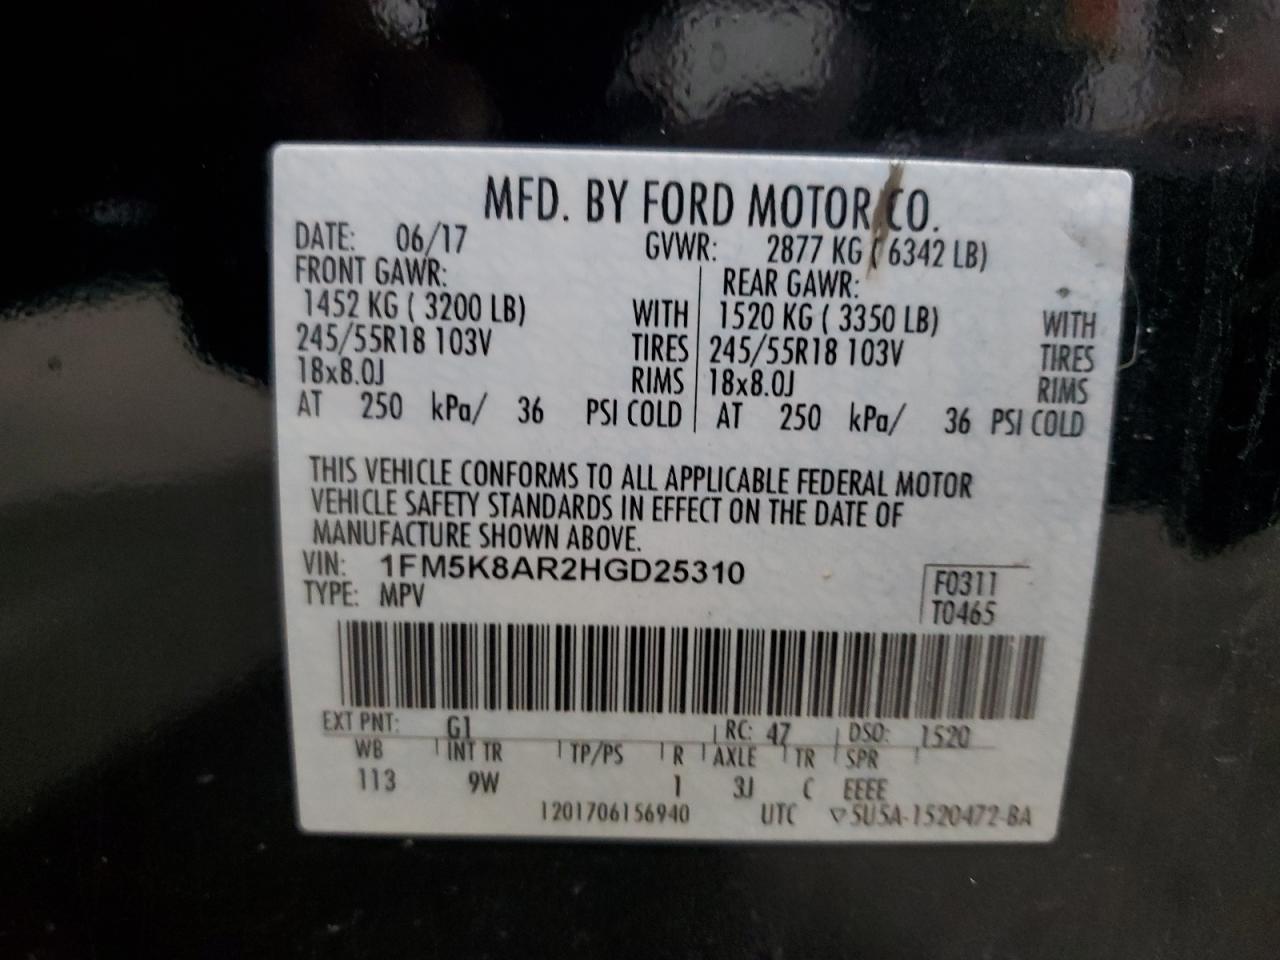 MFD. BY FORD MOTOR CO.
DATE: 06/17 GVWR: 2877 KG ( 6342 LB)
FRONT GAWR: REAR GAWR:
1452 KG ( 3200 LB) WITH 1520 KG ( 3350 LB) WITH
245/55R18 103V TIRES 245/55R18 103V TIRES
18x8.0J RIMS 18x8.0J RIMS
AT 250 kPa/ 36 PSI COLD AT 250 kPa/ 36 PSI COLD
THIS VEHICLE CONFORMS TO ALL APPLICABLE FEDERAL MOTOR
VEHICLE SAFETY STANDARDS IN EFFECT ON THE DATE OF
MANUFACTURE SHOWN ABOVE.
VIN: 1FM5K8AR2HGD25310
TYPE: MPV
F0311
T0465
EXT PNT: G1 RC: 47 DSO: 1520
WB INT TR TP/PS R AXLE TR SPR
113 9W 1 3J C EEEE
1201706156940 UTC ▽5U5A-1520472-BA